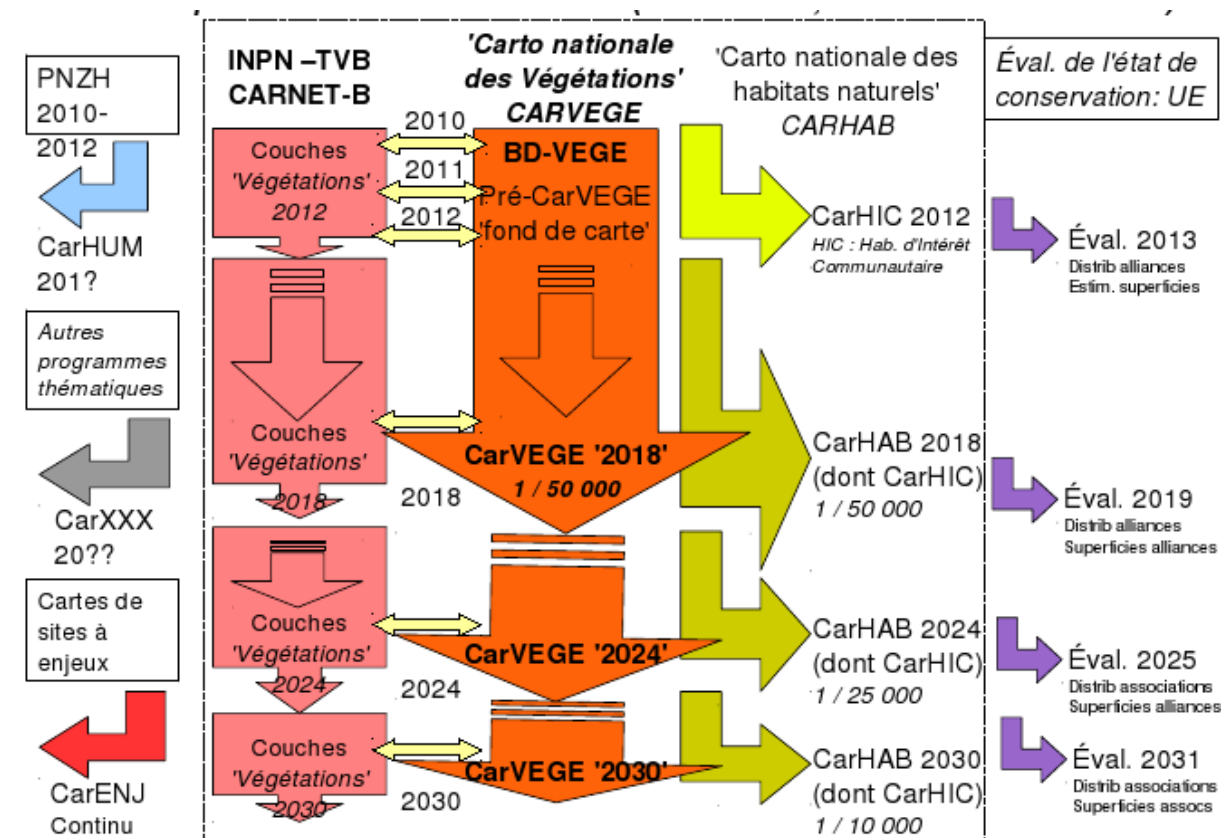 PNZH
2010-
2012
CarHUM
201?
Autres
programmes
thématiques
CarXXX
20??
Cartes de
sites à
enjeux
CarENJ
Continu
INPN –TVB
CARNET-B
Couches
'Végétations'
2012
Couches
'Végétations'
2018
Couches
'Végétations'
2024
Couches
'Végétations'
2030
2010
2011
2012
2018
2024
2030
'Carto nationale
des Végétations'
CARVEGE
BD-VEGE
Pré-CarVEGE
'fond de carte'
CarVEGE '2018'
1 / 50 000
CarVEGE '2024'
CarVEGE '2030'
'Carto nationale des
habitats naturels'
CARHAB
CarHIC 2012
HIC : Hab. d'Intérêt
Communautaire
CarHAB 2018
(dont CarHIC)
1 / 50 000
CarHAB 2024
(dont CarHIC)
1 / 25 000
CarHAB 2030
(dont CarHIC)
1 / 10 000
Éval. de l'état de
conservation: UE
Éval. 2013
Distrib alliances
Estim. superficies
Éval. 2019
Distrib alliances
Superficies alliances
Éval. 2025
Distrib associations
Superficies alliances
Éval. 2031
Distrib associations
Superficies assocs